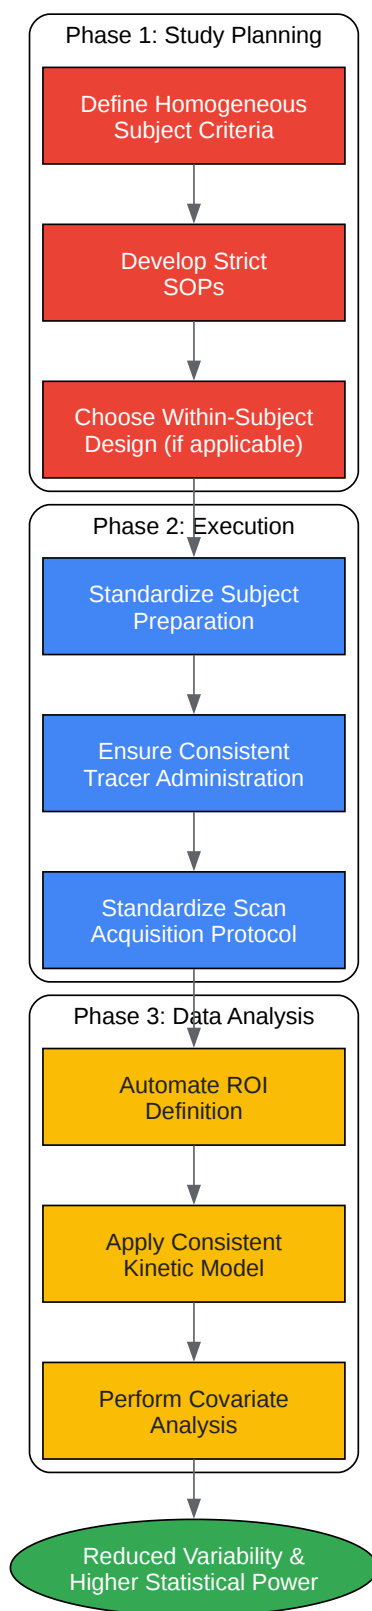 Phase 1: Study Planning
Define Homogeneous
Subject Criteria
Develop Strict
SOPs
Choose Within-Subject
Design (if applicable)
Phase 2: Execution
Standardize Subject
Preparation
Ensure Consistent
Tracer Administration
Standardize Scan
Acquisition Protocol
Phase 3: Data Analysis
Automate ROI
Definition
Apply Consistent
Kinetic Model
Perform Covariate
Analysis
Reduced Variability &
Higher Statistical Power